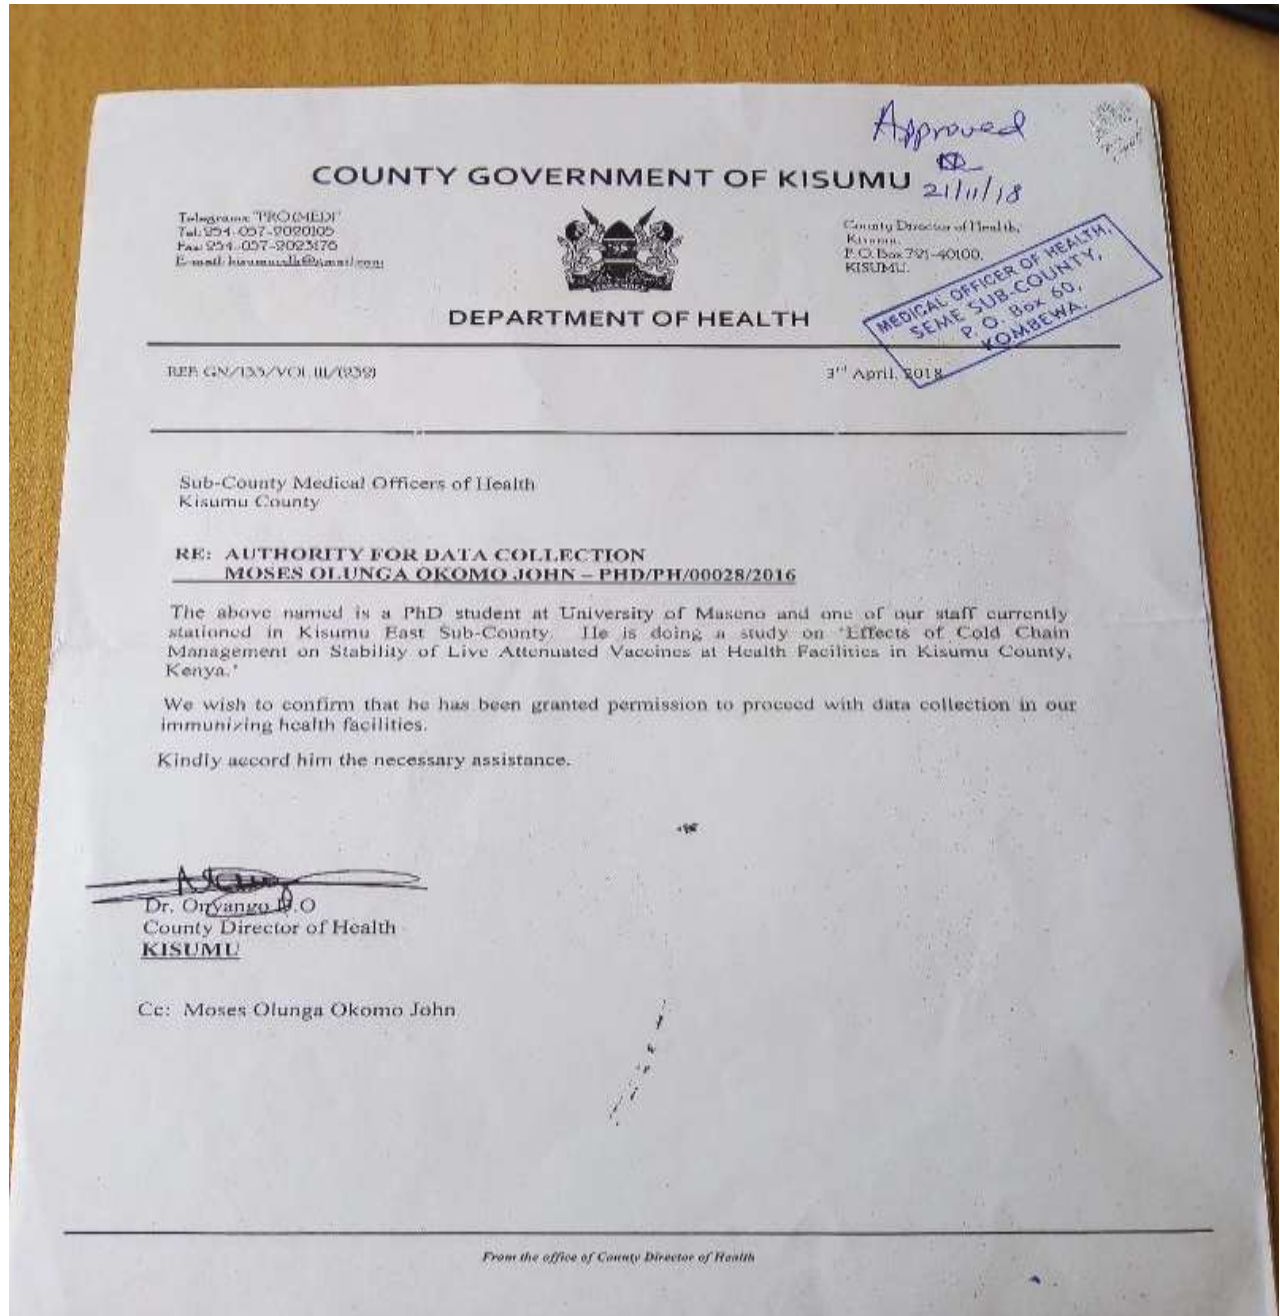 Approved
21/11/18
COUNTY GOVERNMENT OF KISUMU
Tel: 254-057-2020105
Fax: 254-057-2023176
County Director of Health,
Kisumu.
P.O. Box 721-40100,
KISUMU.
MEDICAL OFFICER OF HEALTH,
SEME SUB-COUNTY,
P. O. Box 60,
KOMBEWA.
DEPARTMENT OF HEALTH
3rd April, 2018
Sub-County Medical Officers of Health
Kisumu County
RE: AUTHORITY FOR DATA COLLECTION
MOSES OLUNGA OKOMO JOHN – PHD/PH/00028/2016
The above named is a PhD student at University of Maseno and one of our staff currently
stationed in Kisumu East Sub-County. He is doing a study on 'Effects of Cold Chain
Management on Stability of Live Attenuated Vaccines at Health Facilities in Kisumu County,
Kenya.'
We wish to confirm that he has been granted permission to proceed with data collection in our
immunizing health facilities.
Kindly accord him the necessary assistance.
Dr. Onyango .O
County Director of Health
KISUMU
Cc: Moses Olunga Okomo John
From the office of County Director of Health